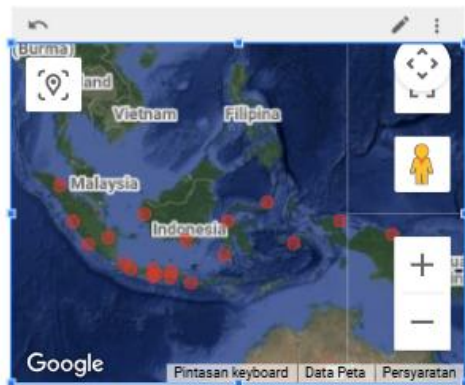 (Burma)
and
Vietnam
Filipina
Malaysia
Indonesia
Google
Pintasan keyboard
Data Peta
Persyaratan